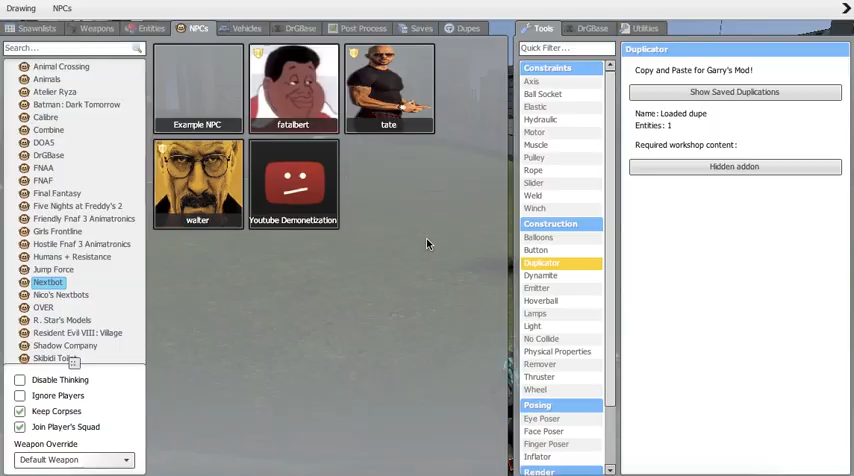 Drawing NPCs
Spawnlists Weapons Entities NPCs Vehicles DrGBase Post Process Saves Dupes
Search...
Animal Crossing
Animals
Atelier Ryza
Batman: Dark Tomorrow
Calibre
Combine
DOA5
DrGBase
FNAA
FNAF
Final Fantasy
Five Nights at Freddy's 2
Friendly Fnaf 3 Animatronics
Girls Frontline
Hostile Fnaf 3 Animatronics
Humans + Resistance
Jump Force
Nextbot
Nico's Nextbots
OVER
R. Star's Models
Resident Evil VIII: Village
Shadow Company
Disable Thinking
Ignore Players
Keep Corpses
Join Player's Squad
Weapon Override
Default Weapon
Example NPC
fatalbert
tate
walter
Youtube Demonetization
Tools DrGBase Utilities
Quick Filter...
Constraints
Axis
Ball Socket
Elastic
Hydraulic
Motor
Muscle
Pulley
Rope
Slider
Weld
Winch
Construction
Balloons
Button
Duplicator
Dynamite
Emitter
Hoverball
Lamps
Light
No Collide
Physical Properties
Remover
Thruster
Wheel
Posing
Eye Poser
Face Poser
Finger Poser
Inflator
Render
Duplicator
Copy and Paste for Garry's Mod!
Show Saved Duplications
Name: Loaded dupe
Entities: 1
Required workshop content:
Hidden addon